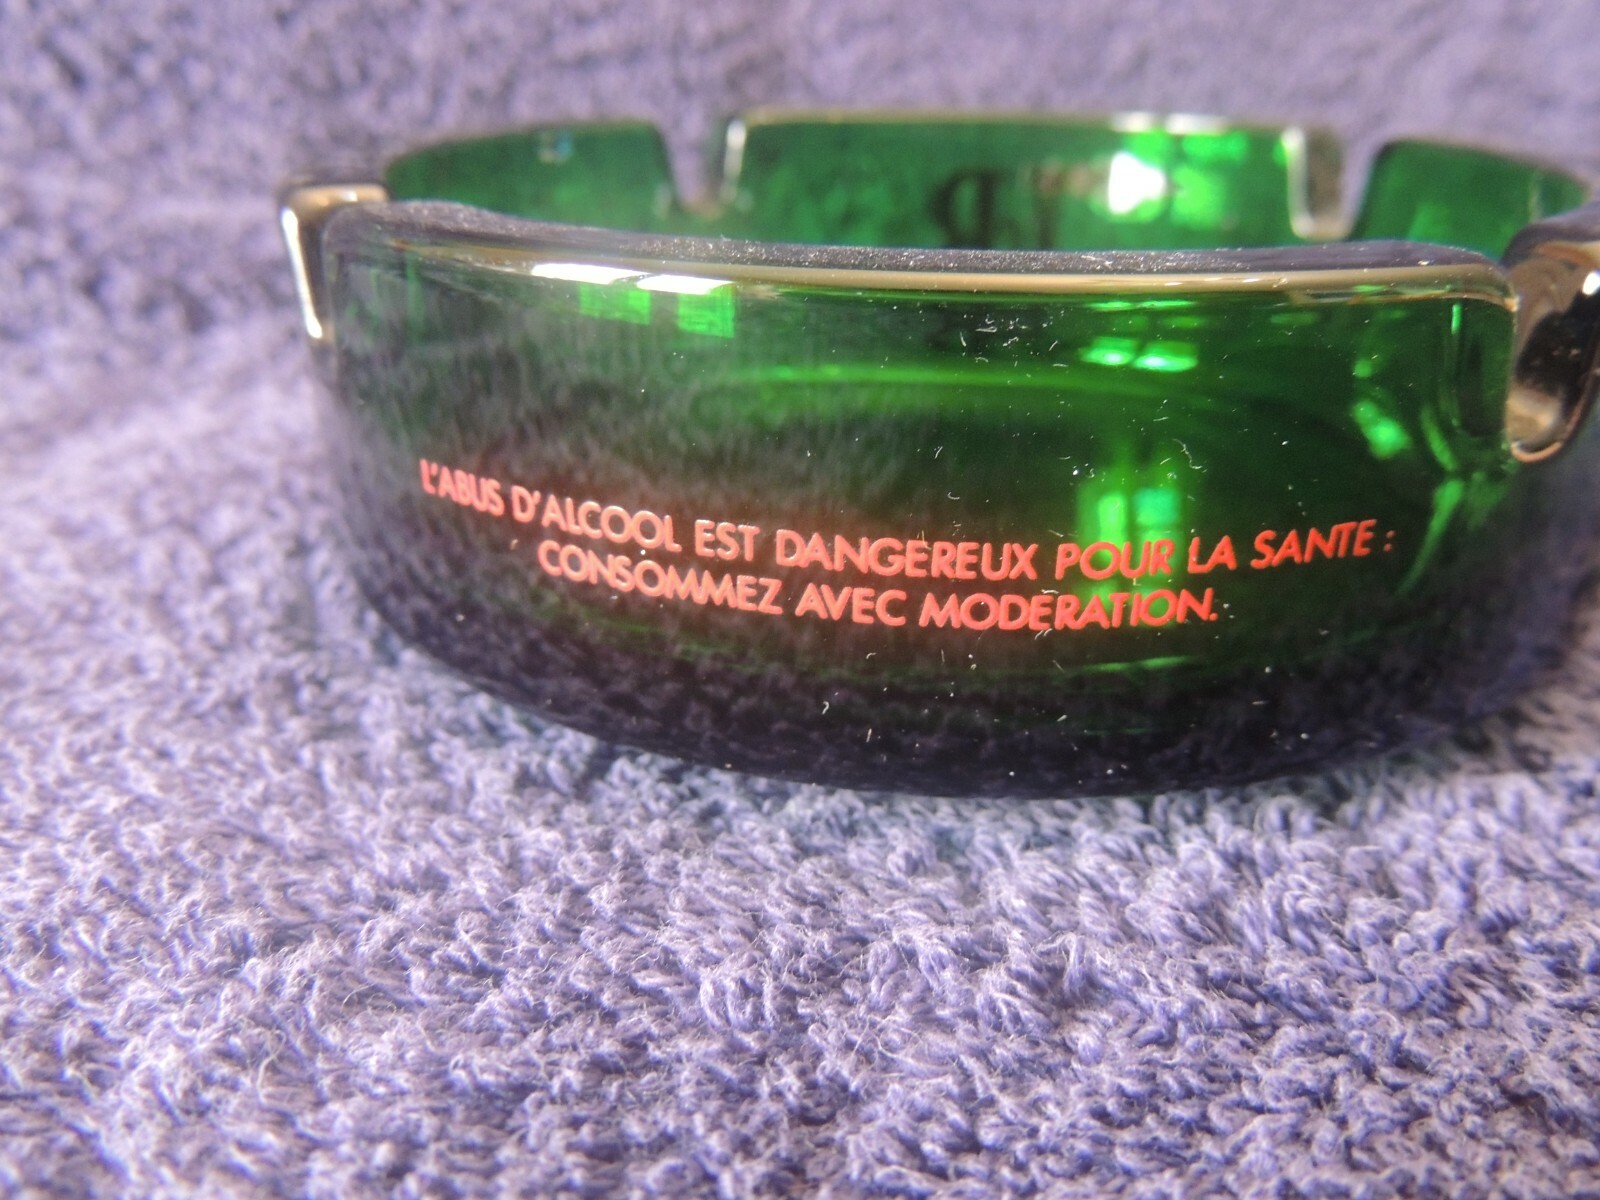 L'ABUS D'ALCOOL EST DANGEREUX POUR LA SANTE :
CONSOMMEZ AVEC MODERATION.